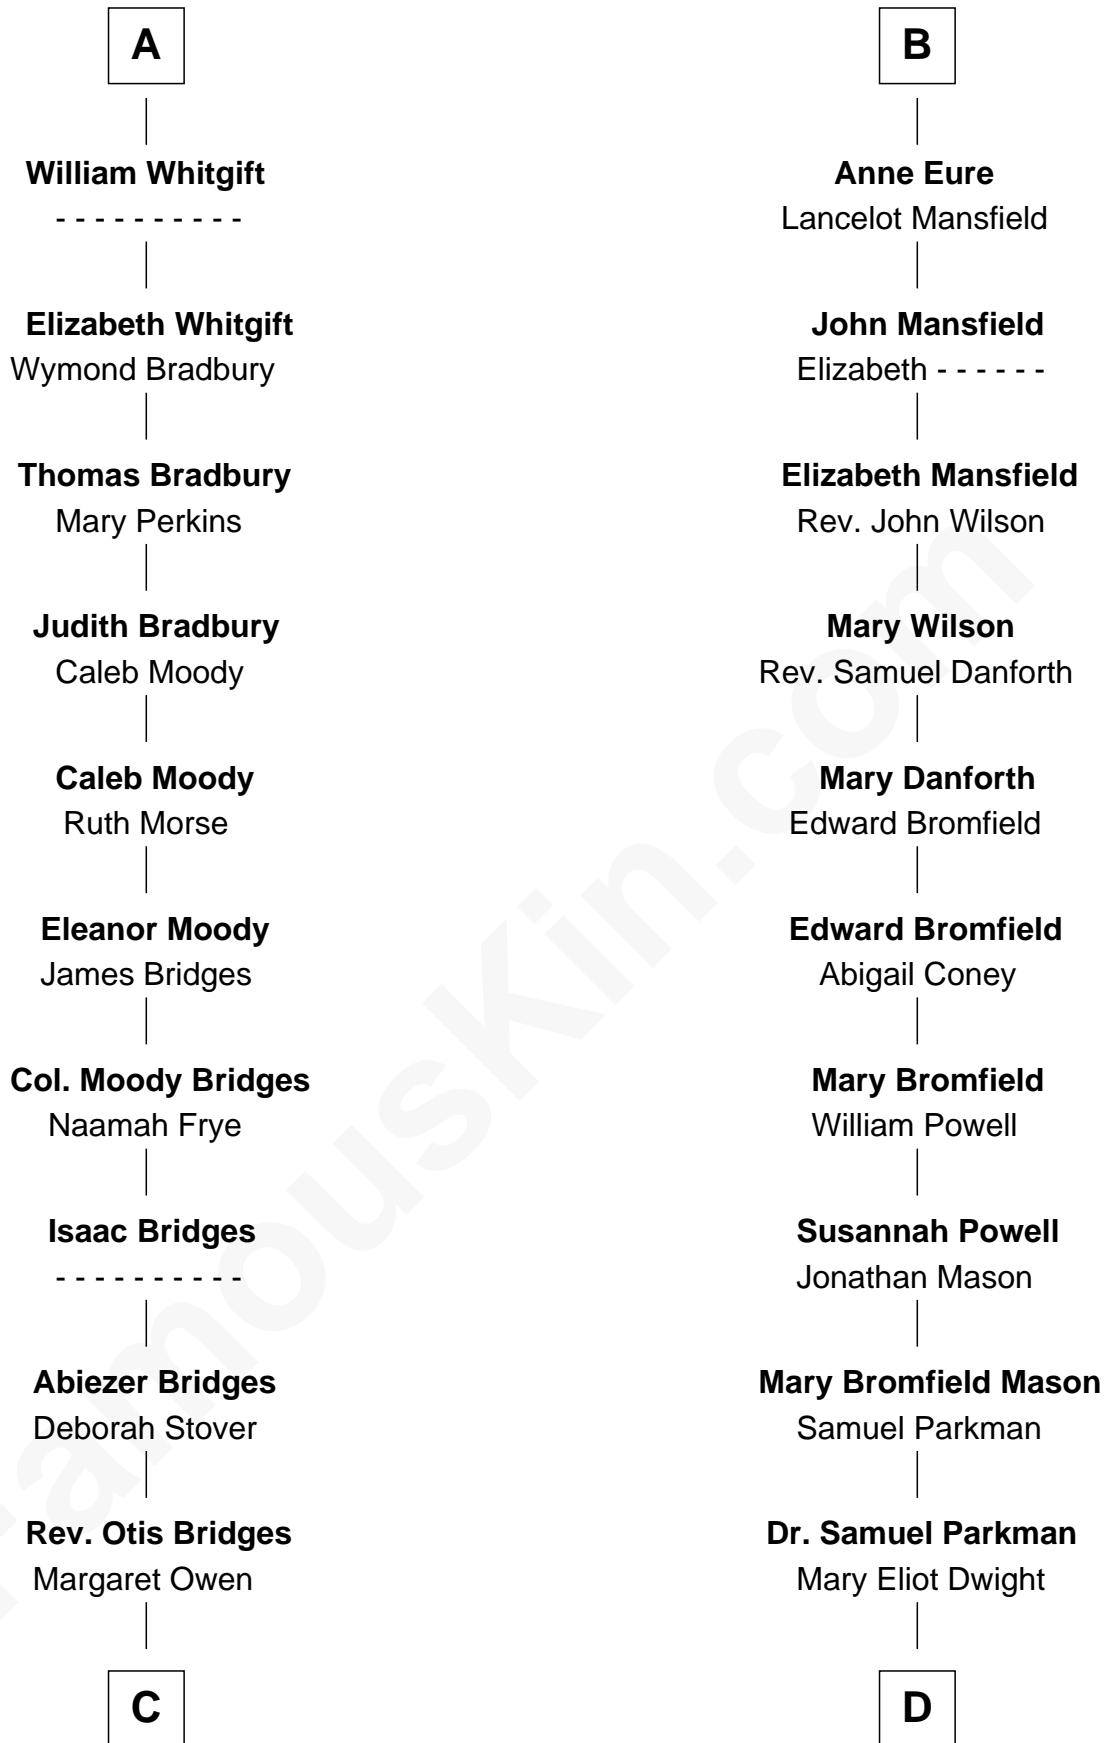 A
William Whitgift
- - - - - - - - - -
Elizabeth Whitgift
Wymond Bradbury
Thomas Bradbury
Mary Perkins
Judith Bradbury
Caleb Moody
Caleb Moody
Ruth Morse
Eleanor Moody
James Bridges
Col. Moody Bridges
Naamah Frye
Isaac Bridges
- - - - - - - - - -
Abiezer Bridges
Deborah Stover
Rev. Otis Bridges
Margaret Owen
C
B
Anne Eure
Lancelot Mansfield
John Mansfield
Elizabeth - - - - - -
Elizabeth Mansfield
Rev. John Wilson
Mary Wilson
Rev. Samuel Danforth
Mary Danforth
Edward Bromfield
Edward Bromfield
Abigail Coney
Mary Bromfield
William Powell
Susannah Powell
Jonathan Mason
Mary Bromfield Mason
Samuel Parkman
Dr. Samuel Parkman
Mary Eliot Dwight
D
FamousKin.com